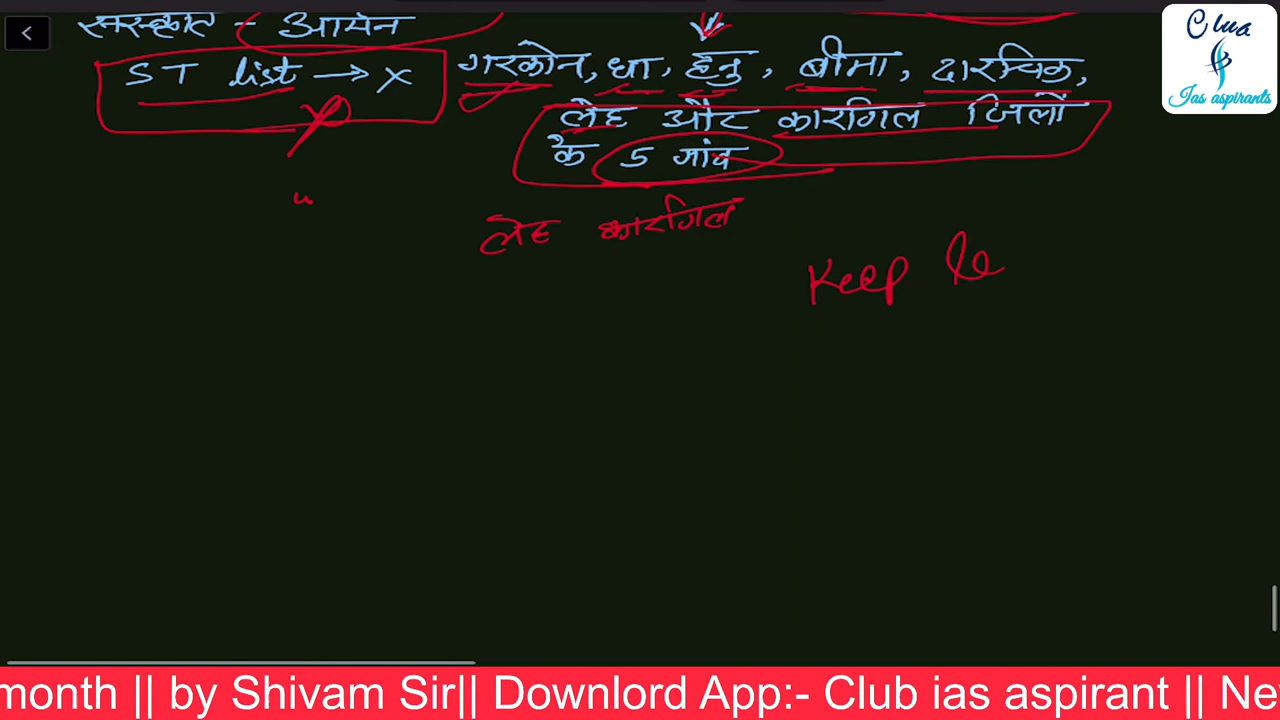 संस्कृति - आर्यन
ST list → X
गरकोन, धा, हनु, बीमा, दारचिक,
लेह और कारगिल जिलों
के 5 गांव
लेह कारगिल
Keep le
Club
Ias aspirants
month || by Shivam Sir|| Downlord App:- Club ias aspirant || Ne